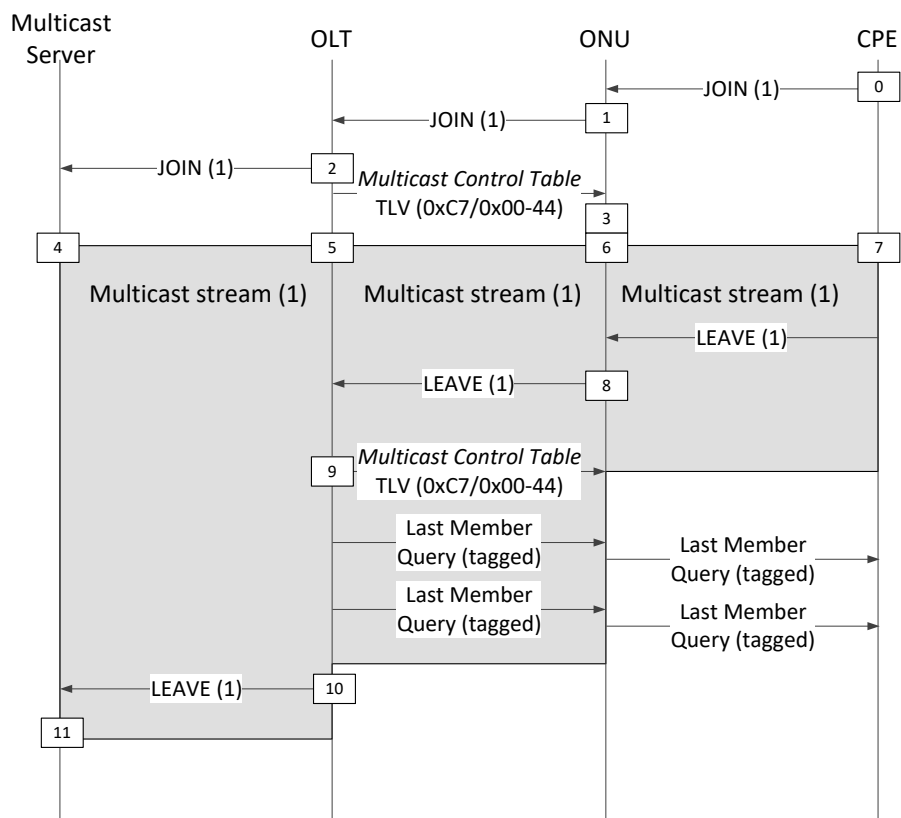 Multicast
Server
OLT
ONU
CPE
0
JOIN (1)
1
JOIN (1)
2
JOIN (1)
Multicast Control Table
TLV (0xC7/0x00-44)
3
4
5
6
7
Multicast stream (1)
Multicast stream (1)
Multicast stream (1)
LEAVE (1)
8
LEAVE (1)
9
Multicast Control Table
TLV (0xC7/0x00-44)
Last Member
Query (tagged)
Last Member
Query (tagged)
Last Member
Query (tagged)
Last Member
Query (tagged)
10
LEAVE (1)
11